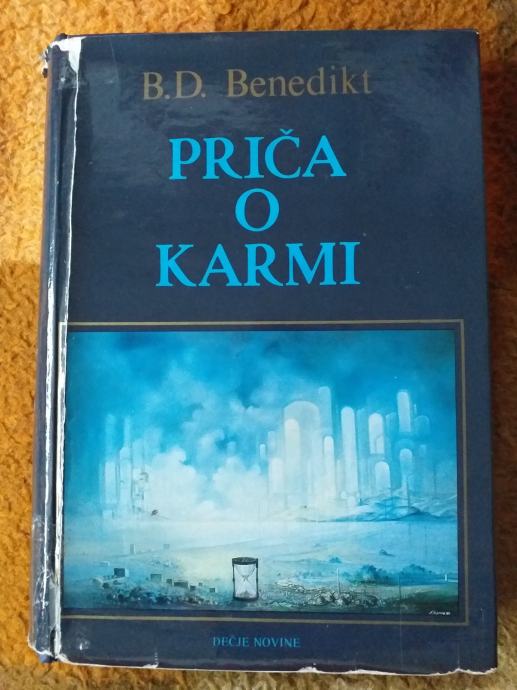 B.D. Benedikt
PRIČA
O
KARMI
DEČJE NOVINE